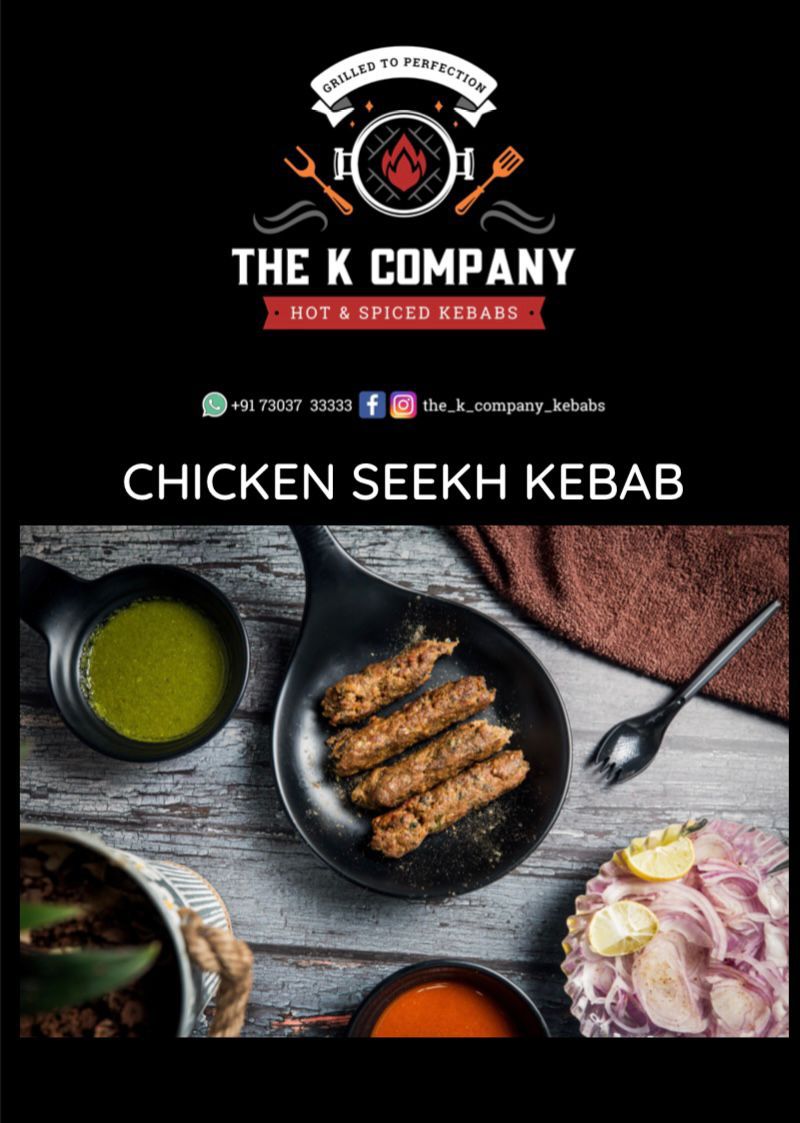 GRILLED TO PERFECTION
THE K COMPANY
• HOT & SPICED KEBABS •
+91 73037 33333 the_k_company_kebabs
CHICKEN SEEKH KEBAB